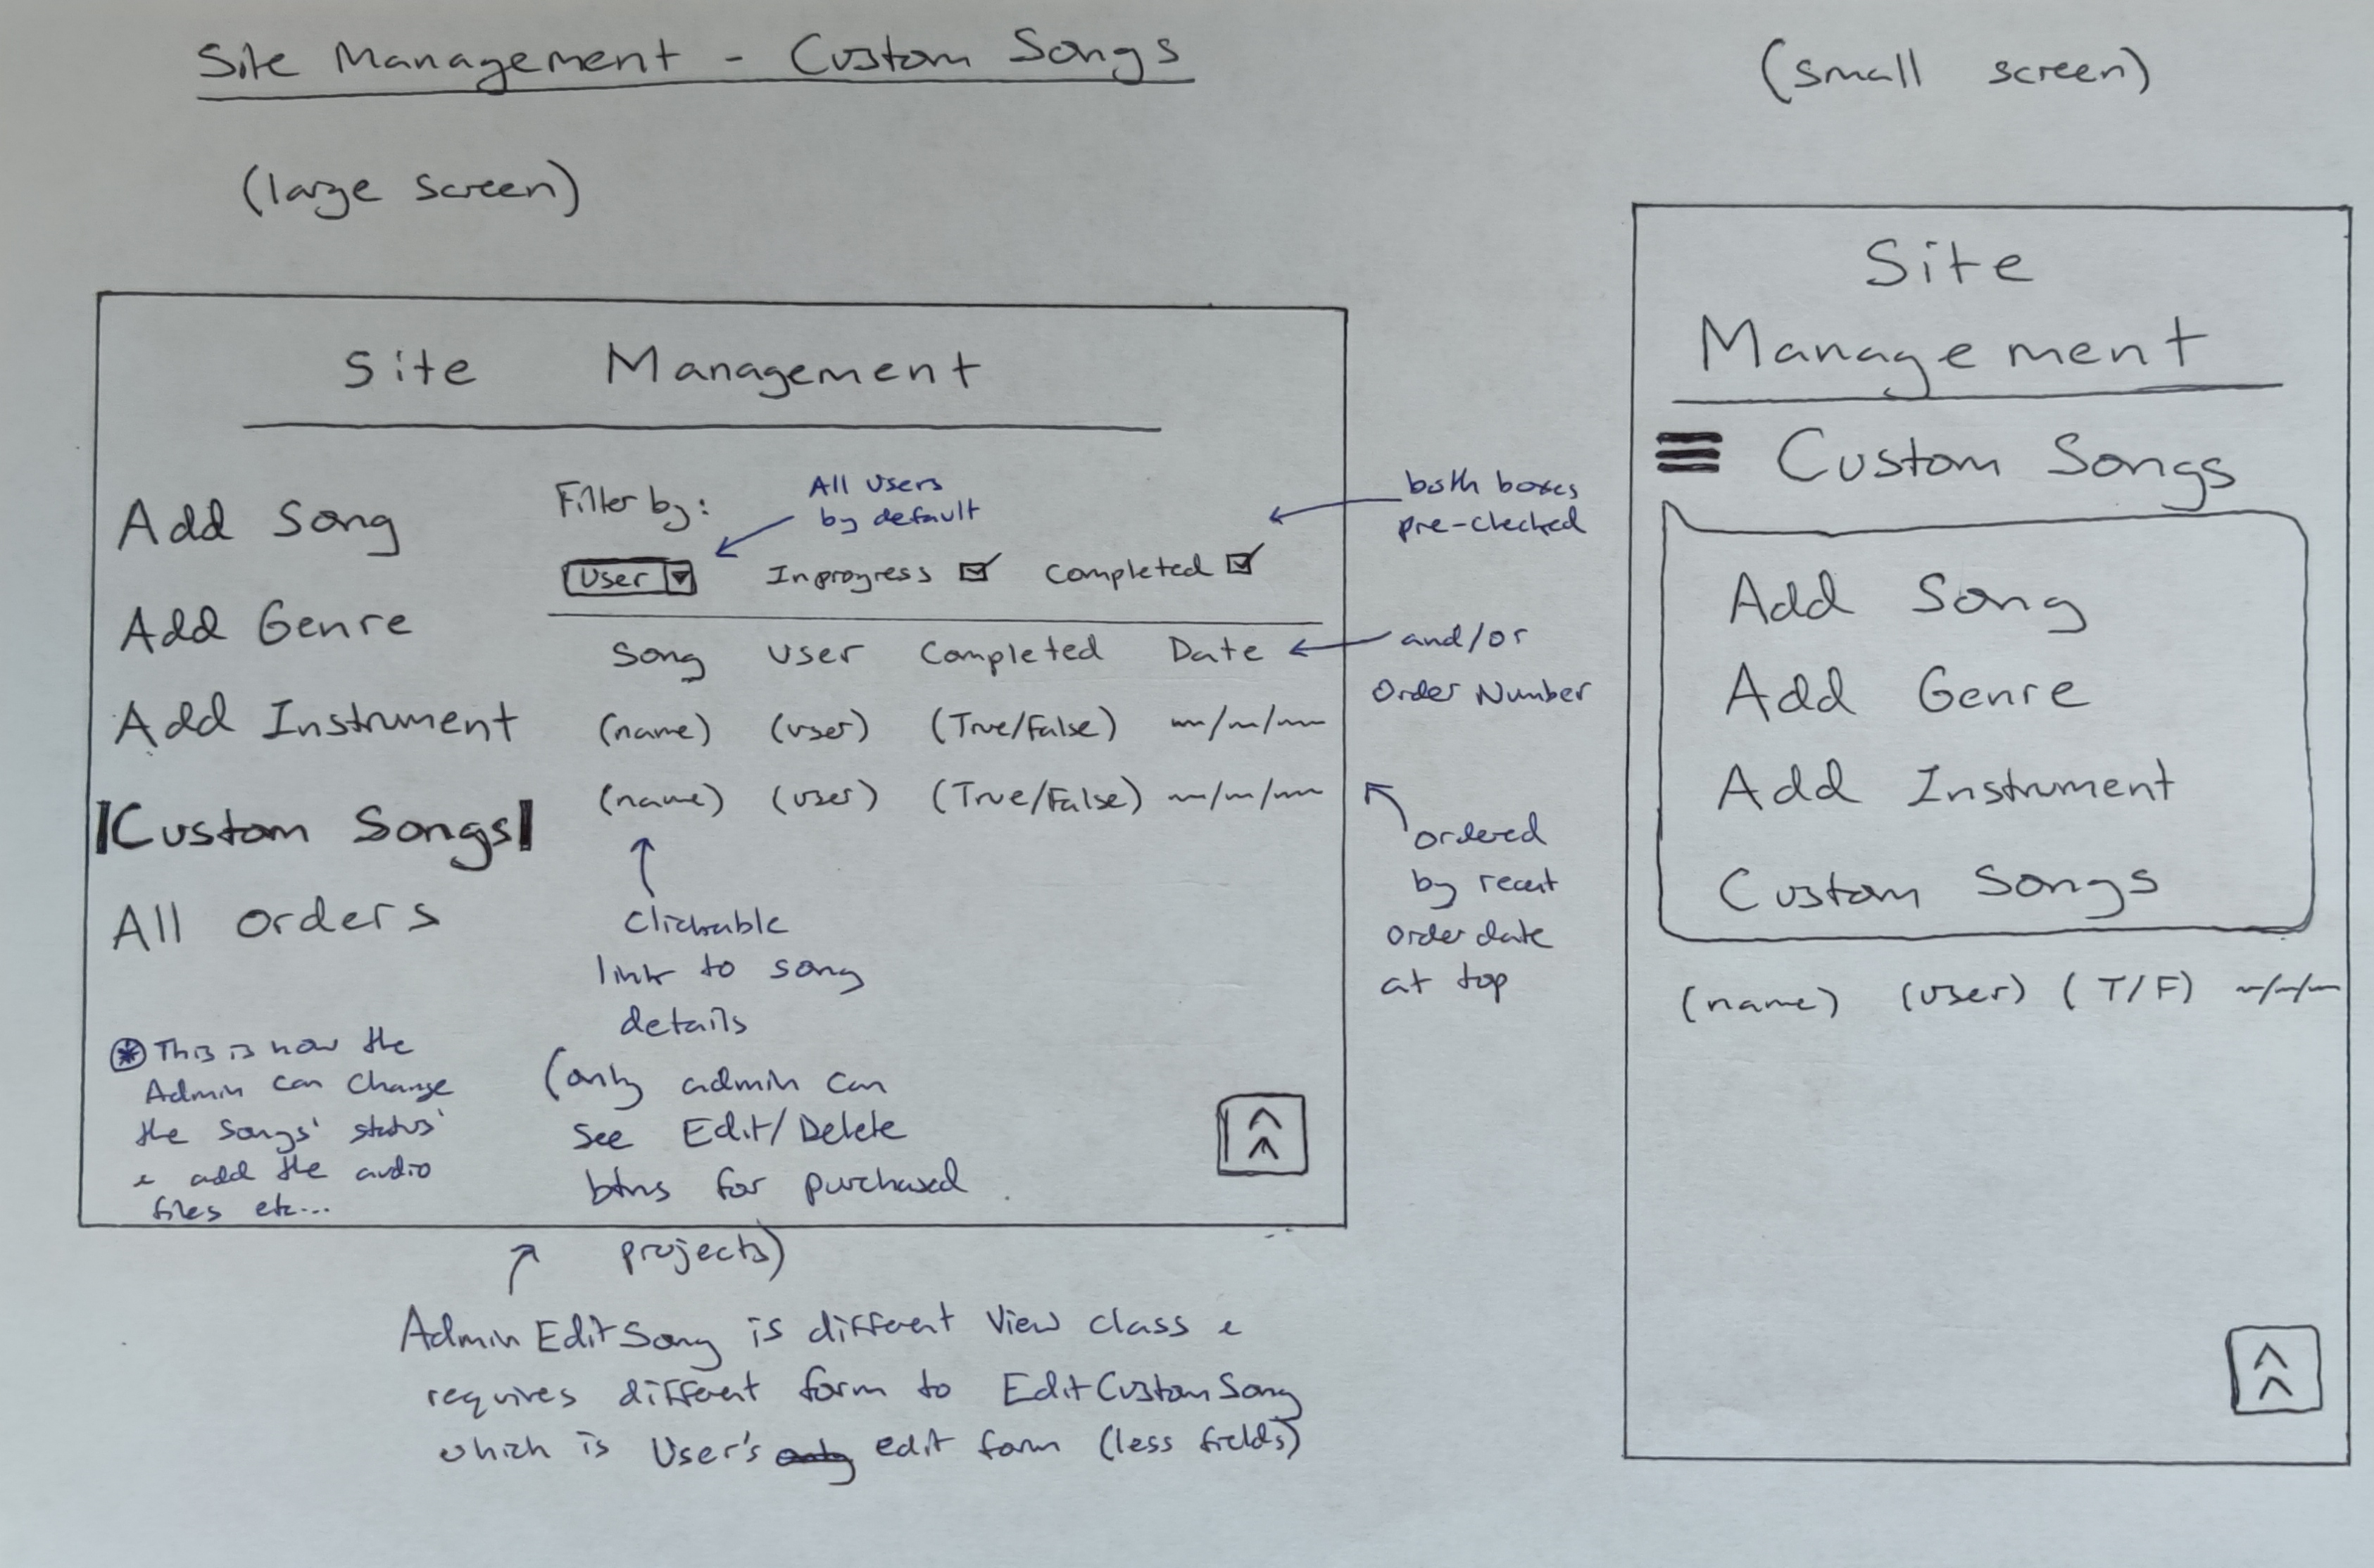 Site Management - Custom Songs
(large screen)
Site Management
Add Song
Add Genre
Add Instrument
Custom Songs
All orders
Filter by:
All users
by default
User
Inprogress
Completed
both boxes
pre-checked
Song User Completed Date
and/or
Order Number
(name) (user) (True/False) --/--/--
(name) (user) (True/False) --/--/--
ordered
by recent
order date
at top
Clickable
link to song
details
(only admin can
see Edit/Delete
btns for purchased
projects)
* This is how the
Admin can change
the songs' 'status'
& add the audio
files etc...
AdminEditSong is different View class &
requires different form to EditCustomSong
which is User's edit form (less fields)
(small screen)
Site
Management
Custom Songs
Add Song
Add Genre
Add Instrument
Custom Songs
(name) (user) (T/F) --/--/--